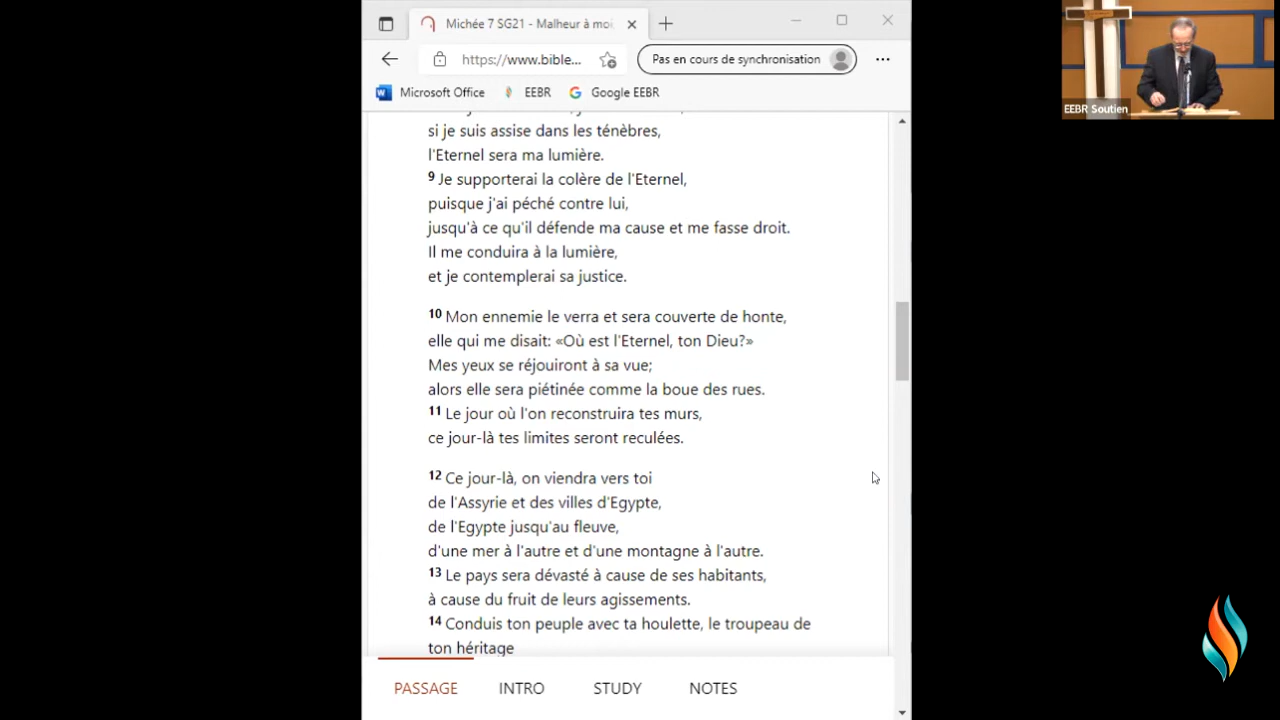 Michée 7 SG21 - Malheur à moi
https://www.bible...
Pas en cours de synchronisation
Microsoft Office
EEBR
Google EEBR
EEBR Soutien
si je suis assise dans les ténèbres,
l'Eternel sera ma lumière.
9 Je supporterai la colère de l'Eternel,
puisque j'ai péché contre lui,
jusqu'à ce qu'il défende ma cause et me fasse droit.
Il me conduira à la lumière,
et je contemplerai sa justice.
10 Mon ennemie le verra et sera couverte de honte,
elle qui me disait: «Où est l'Eternel, ton Dieu?»
Mes yeux se réjouiront à sa vue;
alors elle sera piétinée comme la boue des rues.
11 Le jour où l'on reconstruira tes murs,
ce jour-là tes limites seront reculées.
12 Ce jour-là, on viendra vers toi
de l'Assyrie et des villes d'Egypte,
de l'Egypte jusqu'au fleuve,
d'une mer à l'autre et d'une montagne à l'autre.
13 Le pays sera dévasté à cause de ses habitants,
à cause du fruit de leurs agissements.
14 Conduis ton peuple avec ta houlette, le troupeau de
ton héritage
PASSAGE
INTRO
STUDY
NOTES